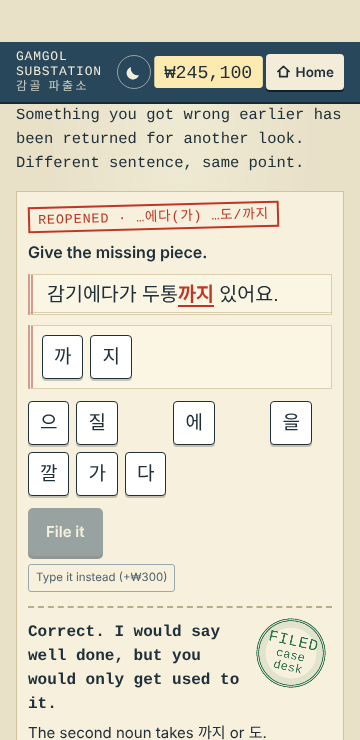 GAMGOL
SUBSTATION
감골 파출소
₩245,100
Home
Something you got wrong earlier has
been returned for another look.
Different sentence, same point.
REOPENED · …에다(가) …도/까지
Give the missing piece.
감기에다가 두통까지 있어요.
까 지
으 질 에 을
깔 가 다
File it
Type it instead (+₩300)
Correct. I would say
well done, but you
would only get used to
it.
FILED
case
desk
The second noun takes 까지 or 도.